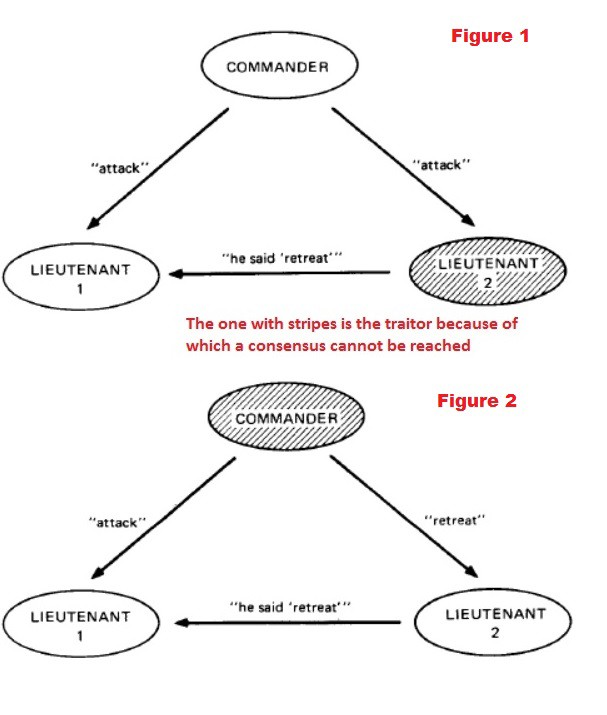 Figure 1
COMMANDER
"attack"
"attack"
LIEUTENANT
1
"he said 'retreat'"
LIEUTENANT
2
The one with stripes is the traitor because of
which a consensus cannot be reached
Figure 2
COMMANDER
"attack"
"retreat"
LIEUTENANT
1
"he said 'retreat'"
LIEUTENANT
2